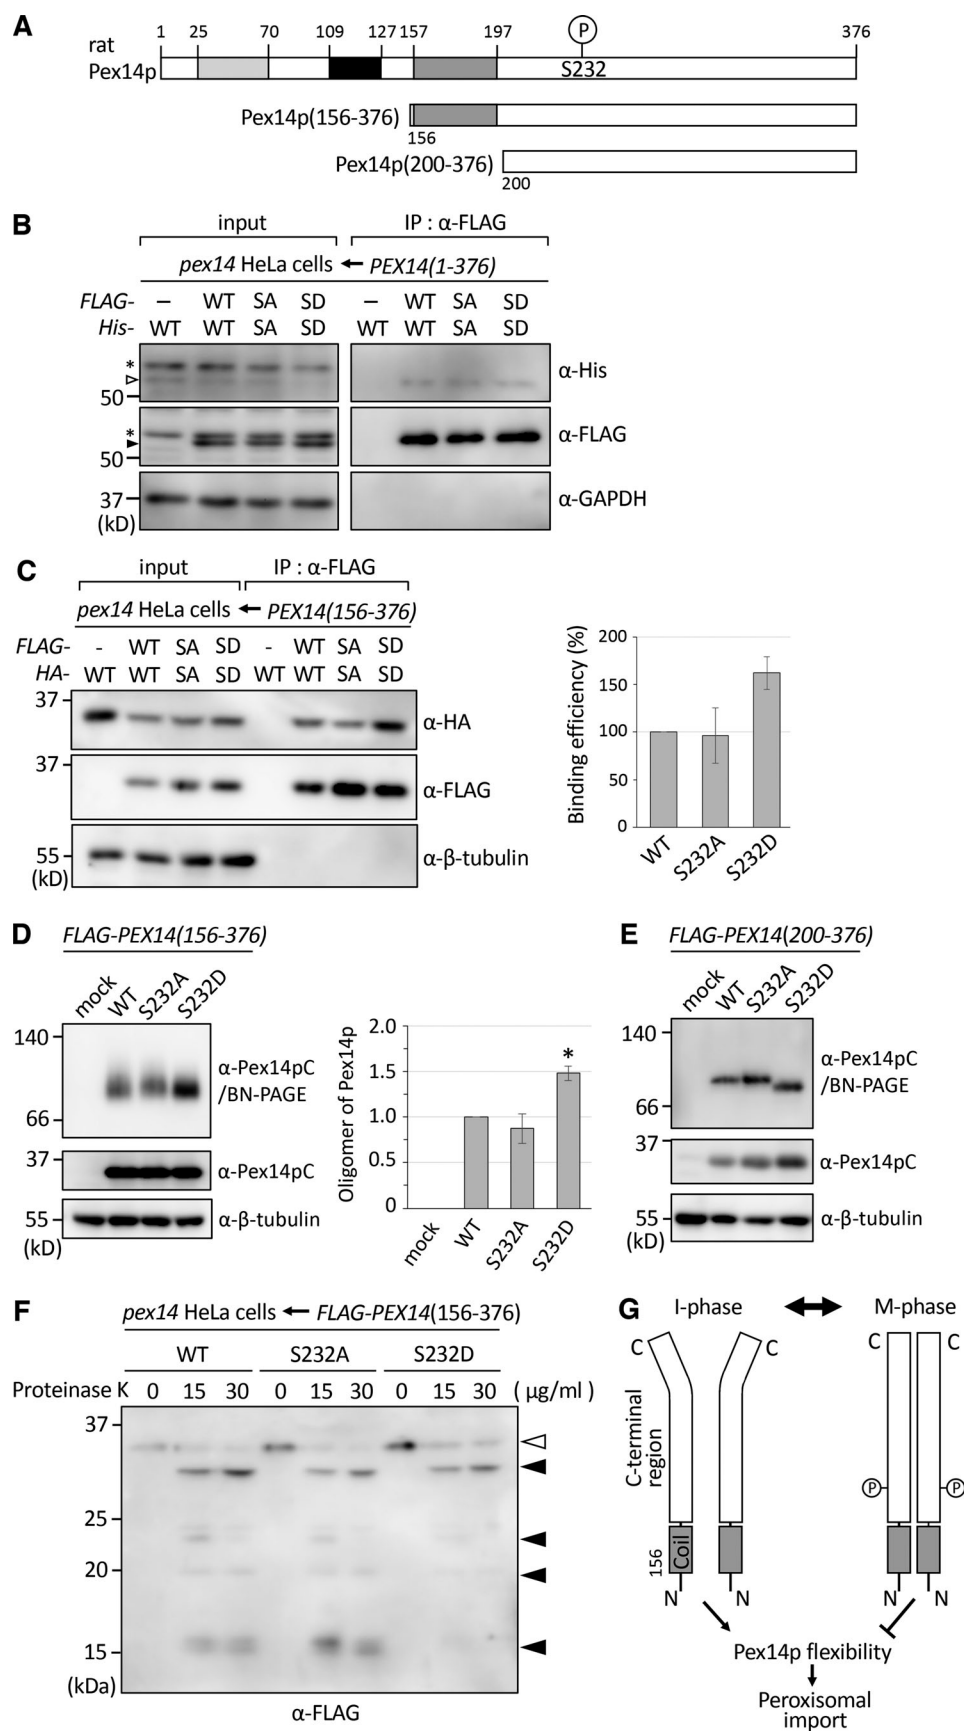 A
1 25 70 109 127 157 197 P 376
rat
Pex14p
S232
Pex14p(156-376)
156
Pex14p(200-376)
200
B
input IP : α-FLAG
pex14 HeLa cells ← PEX14(1-376)
FLAG- – WT SA SD – WT SA SD
His- WT WT SA SD WT WT SA SD
*
50
α-His
*
50
α-FLAG
37
(kD)
α-GAPDH
C
input IP : α-FLAG
pex14 HeLa cells ← PEX14(156-376)
FLAG- - WT SA SD - WT SA SD
HA- WT WT SA SD WT WT SA SD
37
α-HA
37
α-FLAG
55
(kD)
α-β-tubulin
Binding efficiency (%)
200
150
100
50
0
WT S232A S232D
D
FLAG-PEX14(156-376)
mock WT S232A S232D
140
66
α-Pex14pC
/BN-PAGE
37
α-Pex14pC
55
(kD)
α-β-tubulin
Oligomer of Pex14p
2.0
1.5
1.0
0.5
0
*
mock WT S232A S232D
E
FLAG-PEX14(200-376)
mock WT S232A S232D
140
66
α-Pex14pC
/BN-PAGE
37
α-Pex14pC
55
(kD)
α-β-tubulin
F
pex14 HeLa cells ← FLAG-PEX14(156-376)
WT S232A S232D
Proteinase K 0 15 30 0 15 30 0 15 30 (μg/ml)
37
25
20
15
(kDa)
α-FLAG
G
I-phase M-phase
C C C C
C-terminal
region
P P
156
Coil
N N N N
Pex14p flexibility
Peroxisomal
import